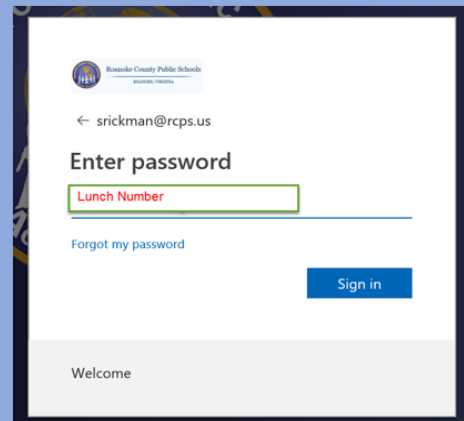 Roanoke County Public Schools
ROANOKE, VIRGINIA
← srickman@rcps.us
Enter password
Lunch Number
Forgot my password
Sign in
Welcome